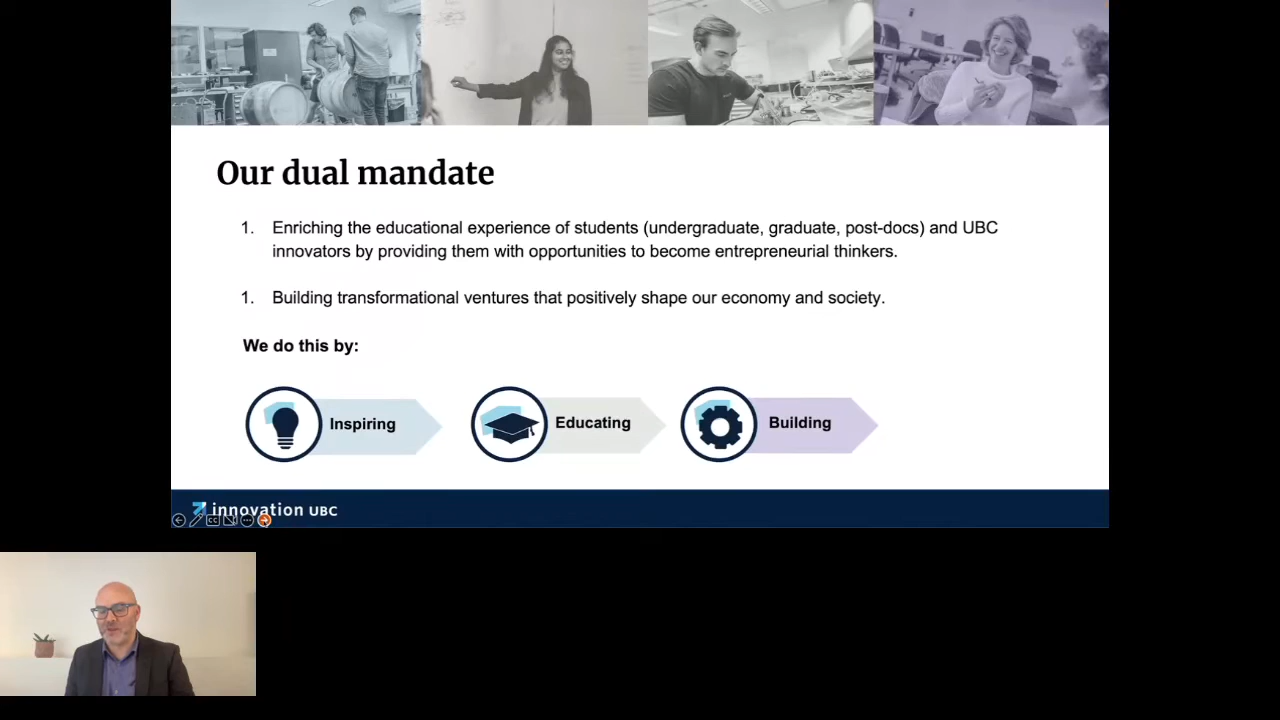 Our dual mandate
1. Enriching the educational experience of students (undergraduate, graduate, post-docs) and UBC
innovators by providing them with opportunities to become entrepreneurial thinkers.
1. Building transformational ventures that positively shape our economy and society.
We do this by:
Inspiring
Educating
Building
innovation UBC
CC